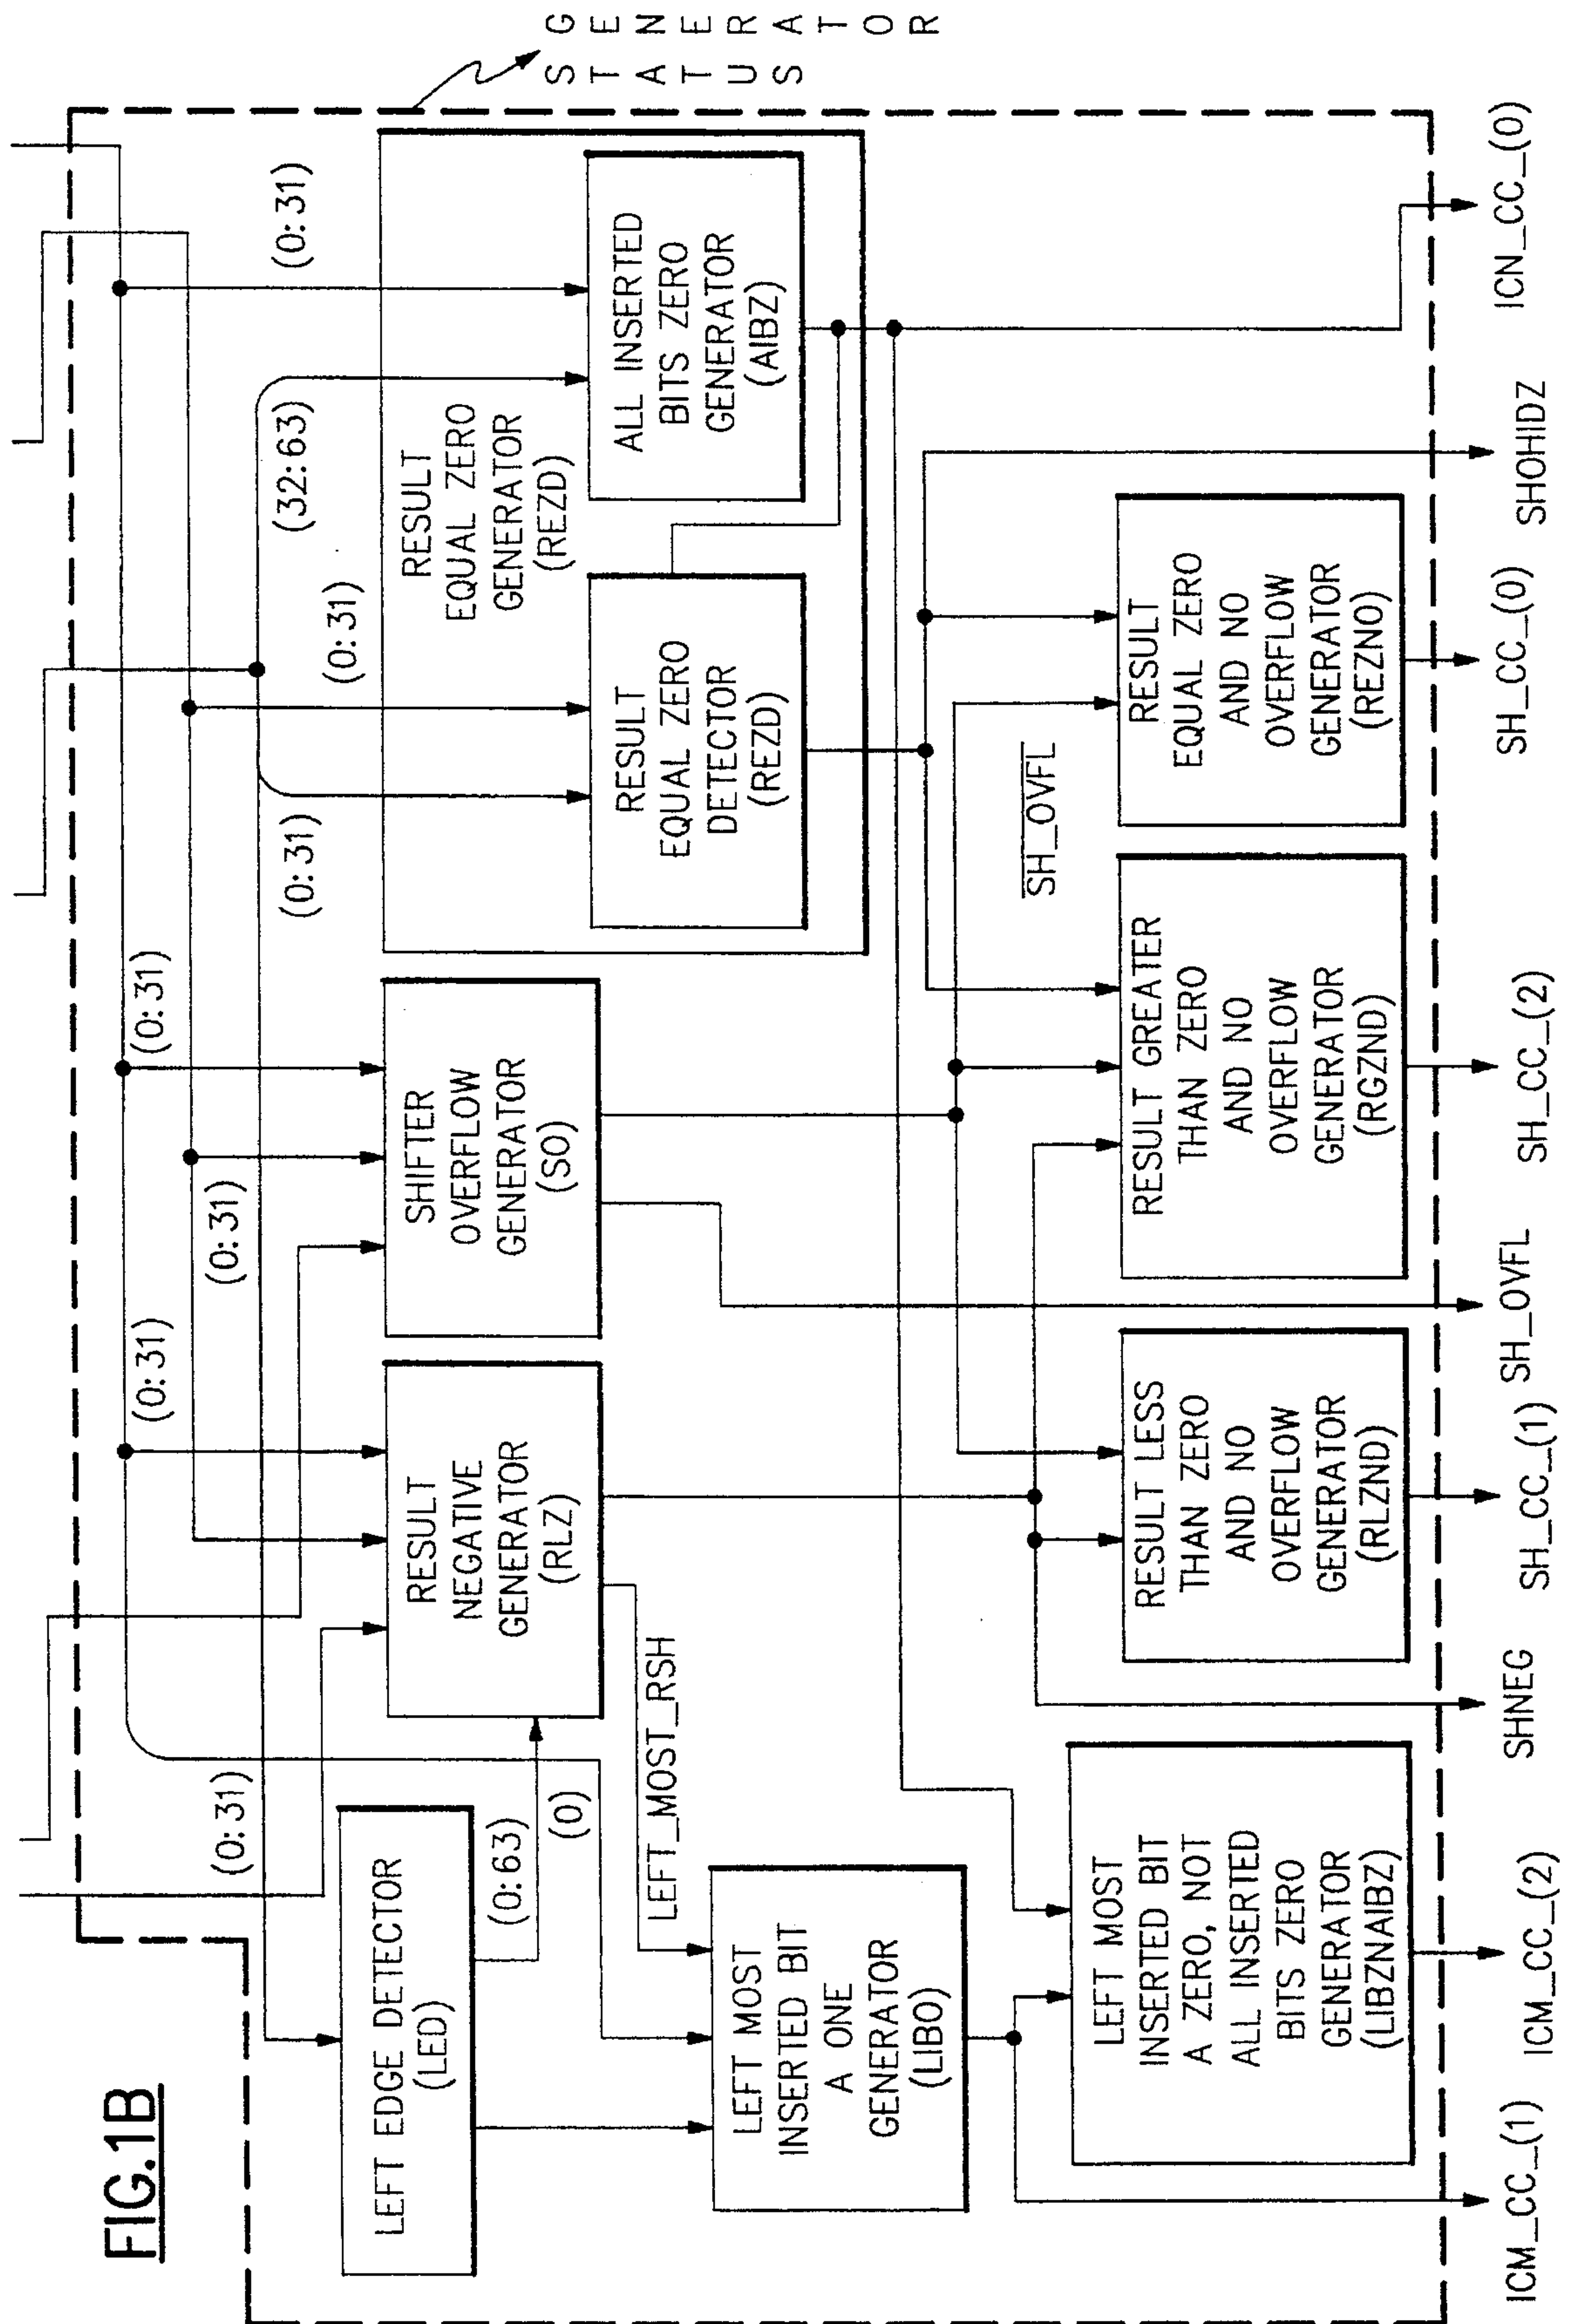 FIG.1B
STATUS
GENERATOR
(0:31)
(0:31)
(0:31)
(0:31)
(0:31)
(0:31)
(32:63)
(0:31)
LEFT EDGE DETECTOR
(LED)
(0:63)
(0)
RESULT
NEGATIVE
GENERATOR
(RLZ)
LEFT_MOST_RSH
SHIFTER
OVERFLOW
GENERATOR
(SO)
RESULT
EQUAL ZERO
GENERATOR
(REZD)
RESULT
EQUAL ZERO
DETECTOR
(REZD)
ALL INSERTED
BITS ZERO
GENERATOR
(AIBZ)
LEFT MOST
INSERTED BIT
A ONE
GENERATOR
(LIBO)
SH_OVFL
LEFT MOST
INSERTED BIT
A ZERO, NOT
ALL INSERTED
BITS ZERO
GENERATOR
(LIBZNAIBZ)
RESULT LESS
THAN ZERO
AND NO
OVERFLOW
GENERATOR
(RLZND)
RESULT GREATER
THAN ZERO
AND NO
OVERFLOW
GENERATOR
(RGZND)
RESULT
EQUAL ZERO
AND NO
OVERFLOW
GENERATOR
(REZNO)
ICM_CC_(1)
ICM_CC_(2)
SHNEG
SH_CC_(1)
SH_OVFL
SH_CC_(2)
SH_CC_(0)
SHOHIDZ
ICN_CC_(0)